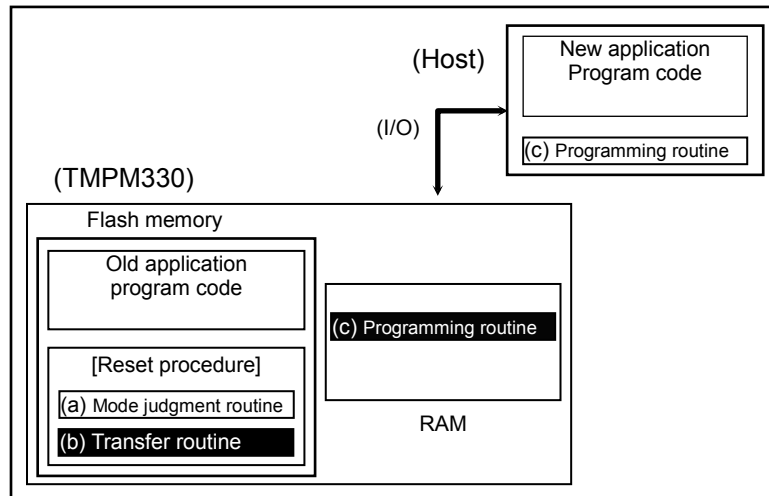 (Host)
New application
Program code
(I/O)
(c) Programming routine
(TMPM330)
Flash memory
Old application
program code
(c) Programming routine
[Reset procedure]
(a) Mode judgment routine
(b) Transfer routine
RAM